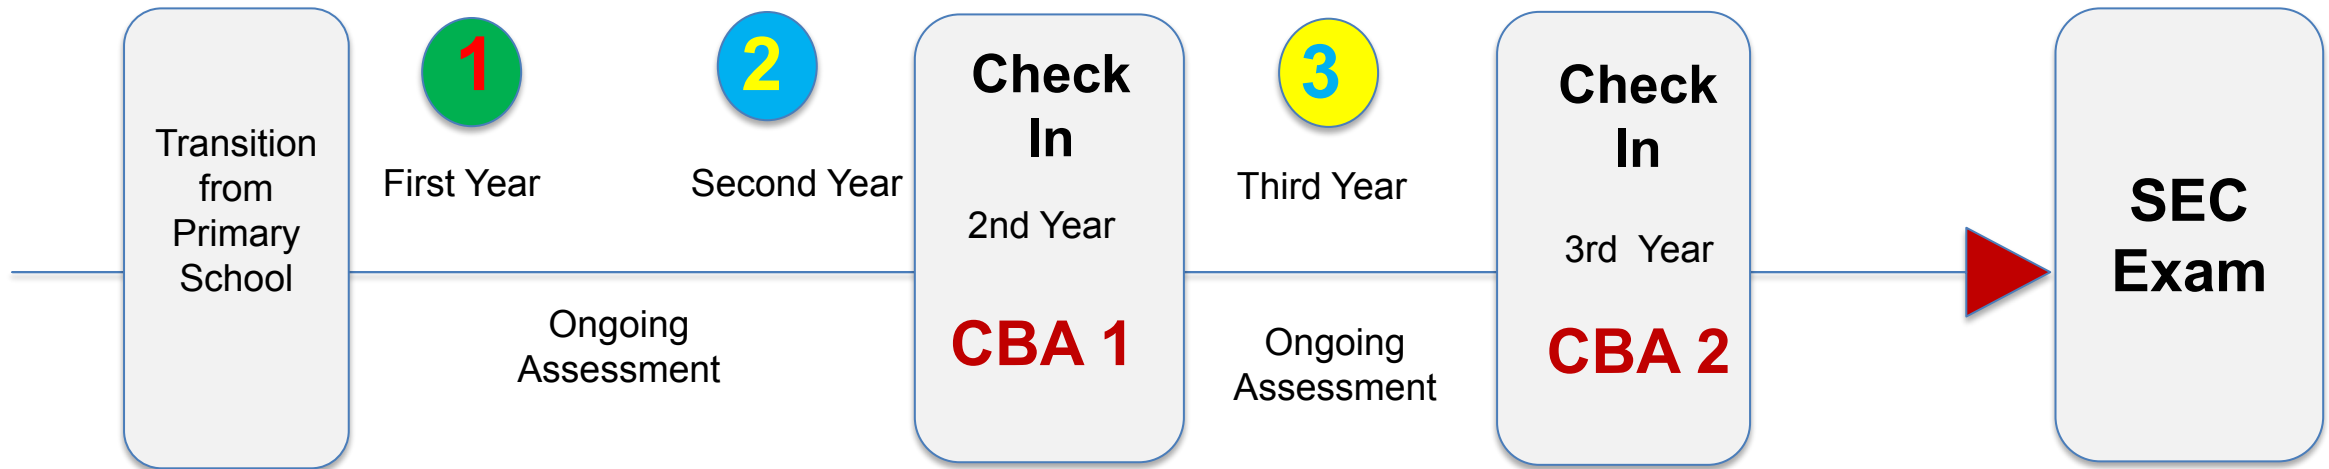 Transition
from
Primary
School
1
First Year
2
Second Year
Ongoing
Assessment
Check
In
2nd Year
CBA 1
3
Third Year
Ongoing
Assessment
Check
In
3rd Year
CBA 2
SEC
Exam